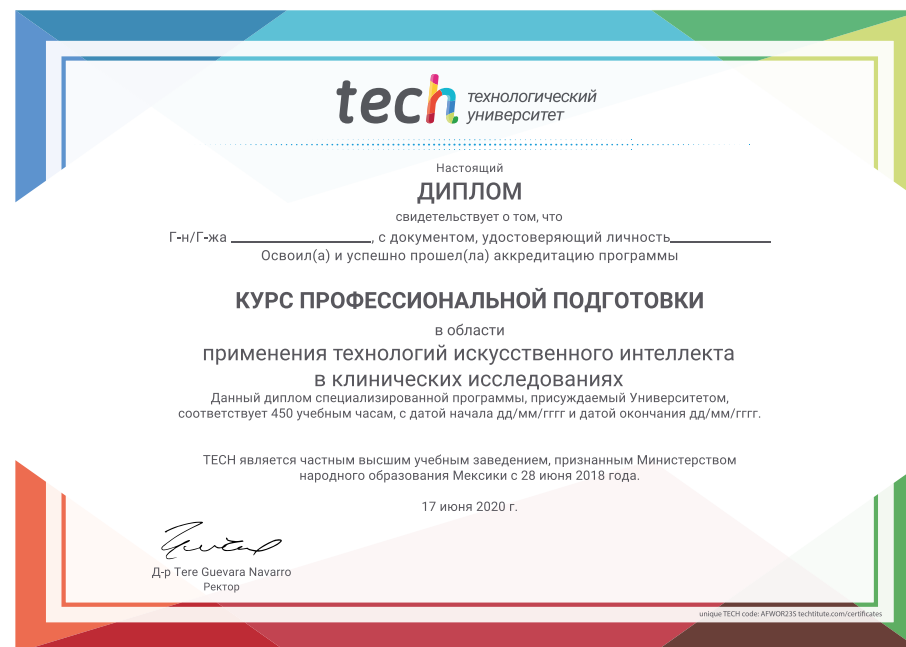 tech технологический
университет
Настоящий
ДИПЛОМ
свидетельствует о том, что
Г-н/Г-жа ____________________, с документом, удостоверяющий личность______________
Освоил(а) и успешно прошел(ла) аккредитацию программы
КУРС ПРОФЕССИОНАЛЬНОЙ ПОДГОТОВКИ
в области
применения технологий искусственного интеллекта
в клинических исследованиях
Данный диплом специализированной программы, присуждаемый Университетом,
соответствует 450 учебным часам, с датой начала дд/мм/гггг и датой окончания дд/мм/гггг.
TECH является частным высшим учебным заведением, признанным Министерством
народного образования Мексики с 28 июня 2018 года.
17 июня 2020 г.
Д-р Tere Guevara Navarro
Ректор
unique TECH code: AFWOR23S techtitute.com/certificates